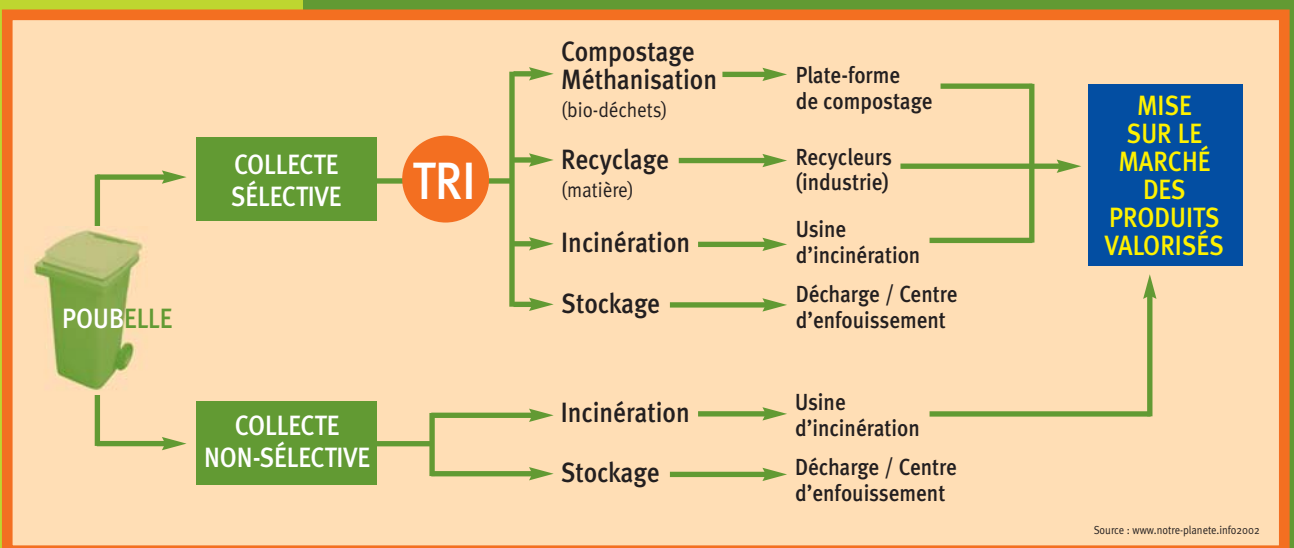 POUBELLE
COLLECTE
SÉLECTIVE
TRI
Compostage
Méthanisation
(bio-déchets)
Plate-forme
de compostage
Recyclage
(matière)
Recycleurs
(industrie)
Incinération
Usine
d'incinération
Stockage
Décharge / Centre
d'enfouissement
MISE
SUR LE
MARCHÉ
DES
PRODUITS
VALORISÉS
COLLECTE
NON-SÉLECTIVE
Incinération
Usine
d'incinération
Stockage
Décharge / Centre
d'enfouissement
Source : www.notre-planete.info2002